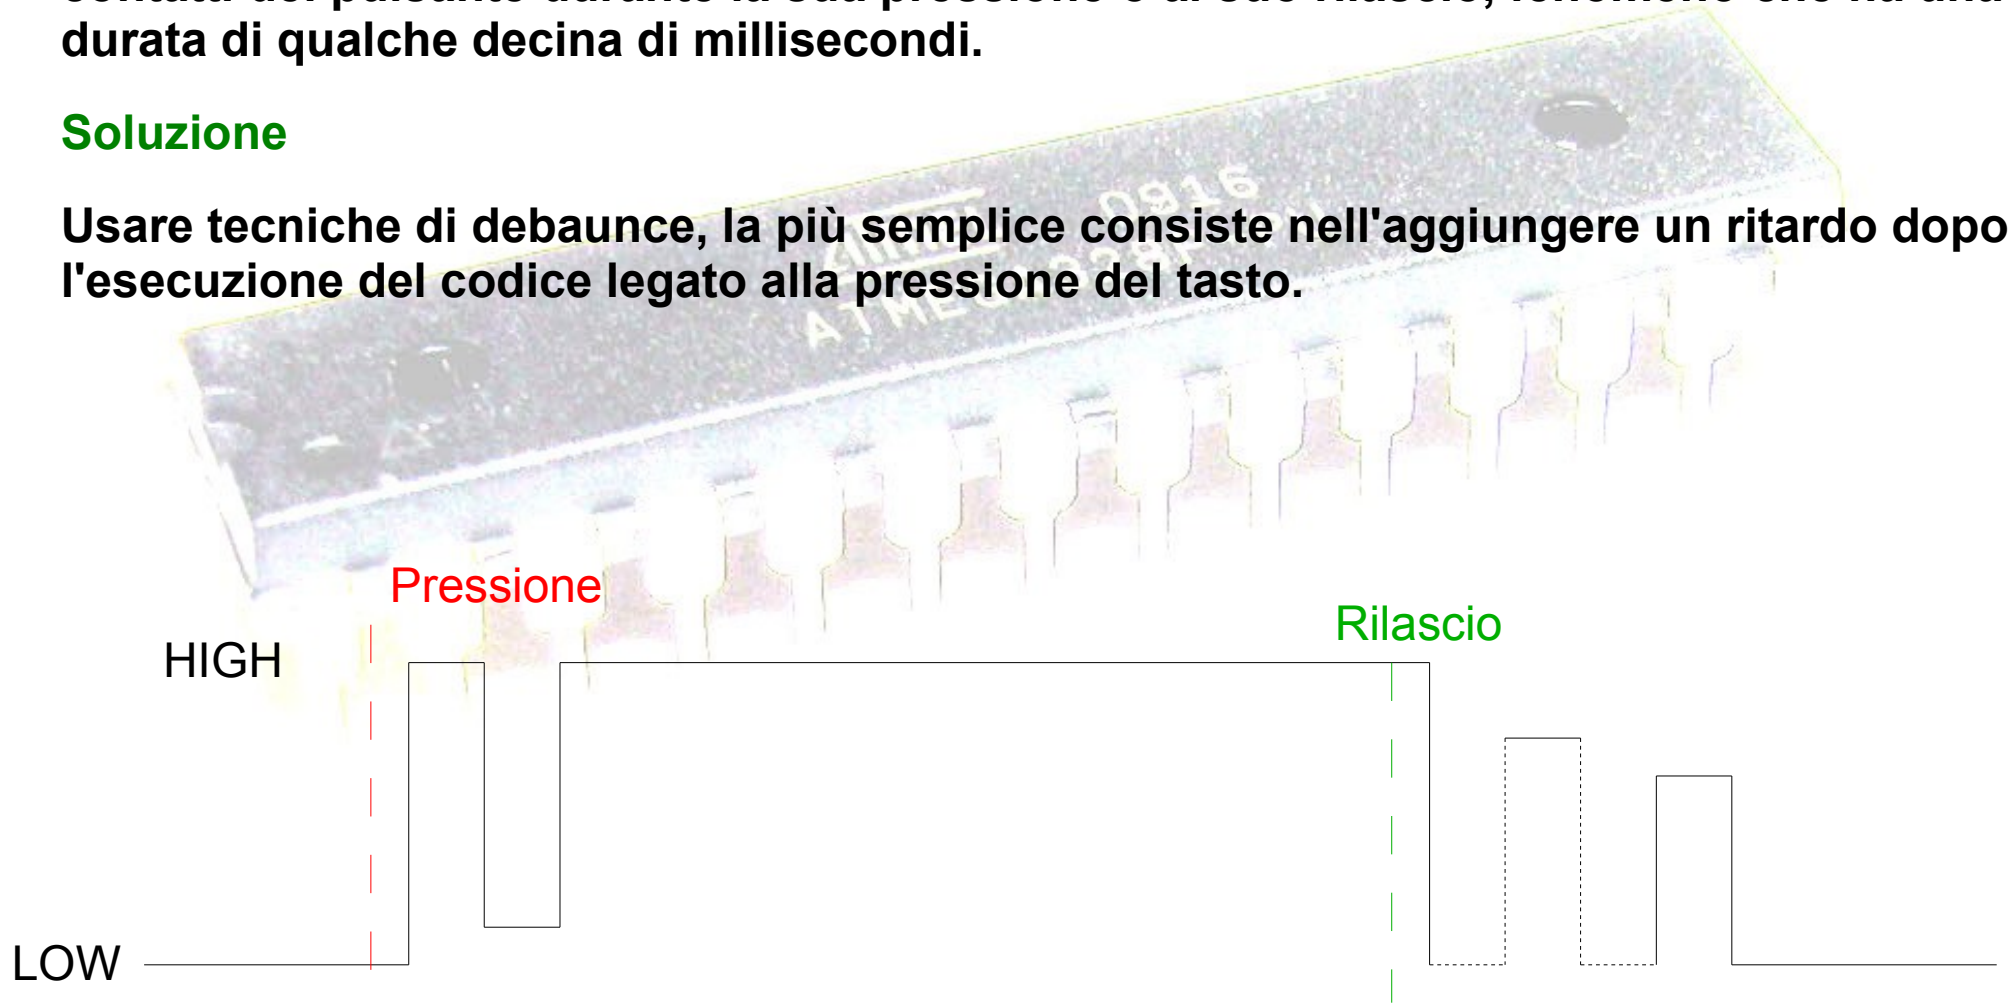 durata di qualche decina di millisecondi.
Soluzione
Usare tecniche di debaunce, la più semplice consiste nell'aggiungere un ritardo dopo
l'esecuzione del codice legato alla pressione del tasto.
0916
Pressione
Rilascio
HIGH
LOW